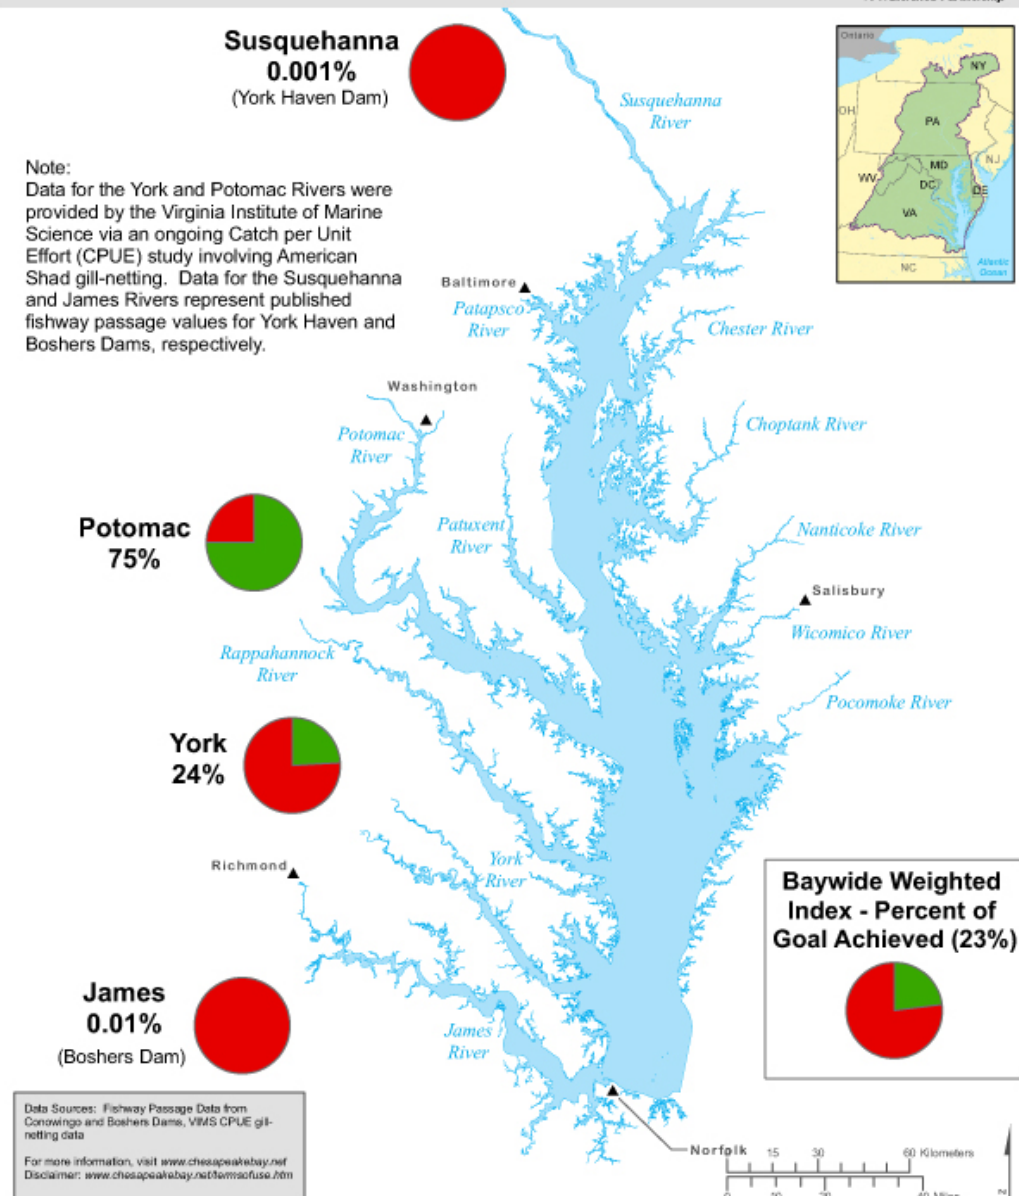 Susquehanna
0.001%
(York Haven Dam)
Susquehanna
River
Ontario
NY
OH
PA
NJ
MD
WV
DC
DE
VA
NC
Atlantic
Ocean
Note:
Data for the York and Potomac Rivers were
provided by the Virginia Institute of Marine
Science via an ongoing Catch per Unit
Effort (CPUE) study involving American
Shad gill-netting. Data for the Susquehanna
and James Rivers represent published
fishway passage values for York Haven and
Boshers Dams, respectively.
Baltimore
Patapsco
River
Chester River
Washington
Potomac
River
Choptank River
Potomac
75%
Patuxent
River
Nanticoke River
Salisbury
Wicomico River
Rappahannock
River
Pocomoke River
York
24%
Richmond
York
River
Baywide Weighted
Index - Percent of
Goal Achieved (23%)
James
0.01%
(Boshers Dam)
James
River
Data Sources: Fishway Passage Data from
Conowingo and Boshers Dams, VIMS CPUE gill-
netting data
For more information, visit www.chesapeakebay.net
Disclaimer: www.chesapeakebay.net/termsofuse.htm
Norfolk
15 30 60 Kilometers